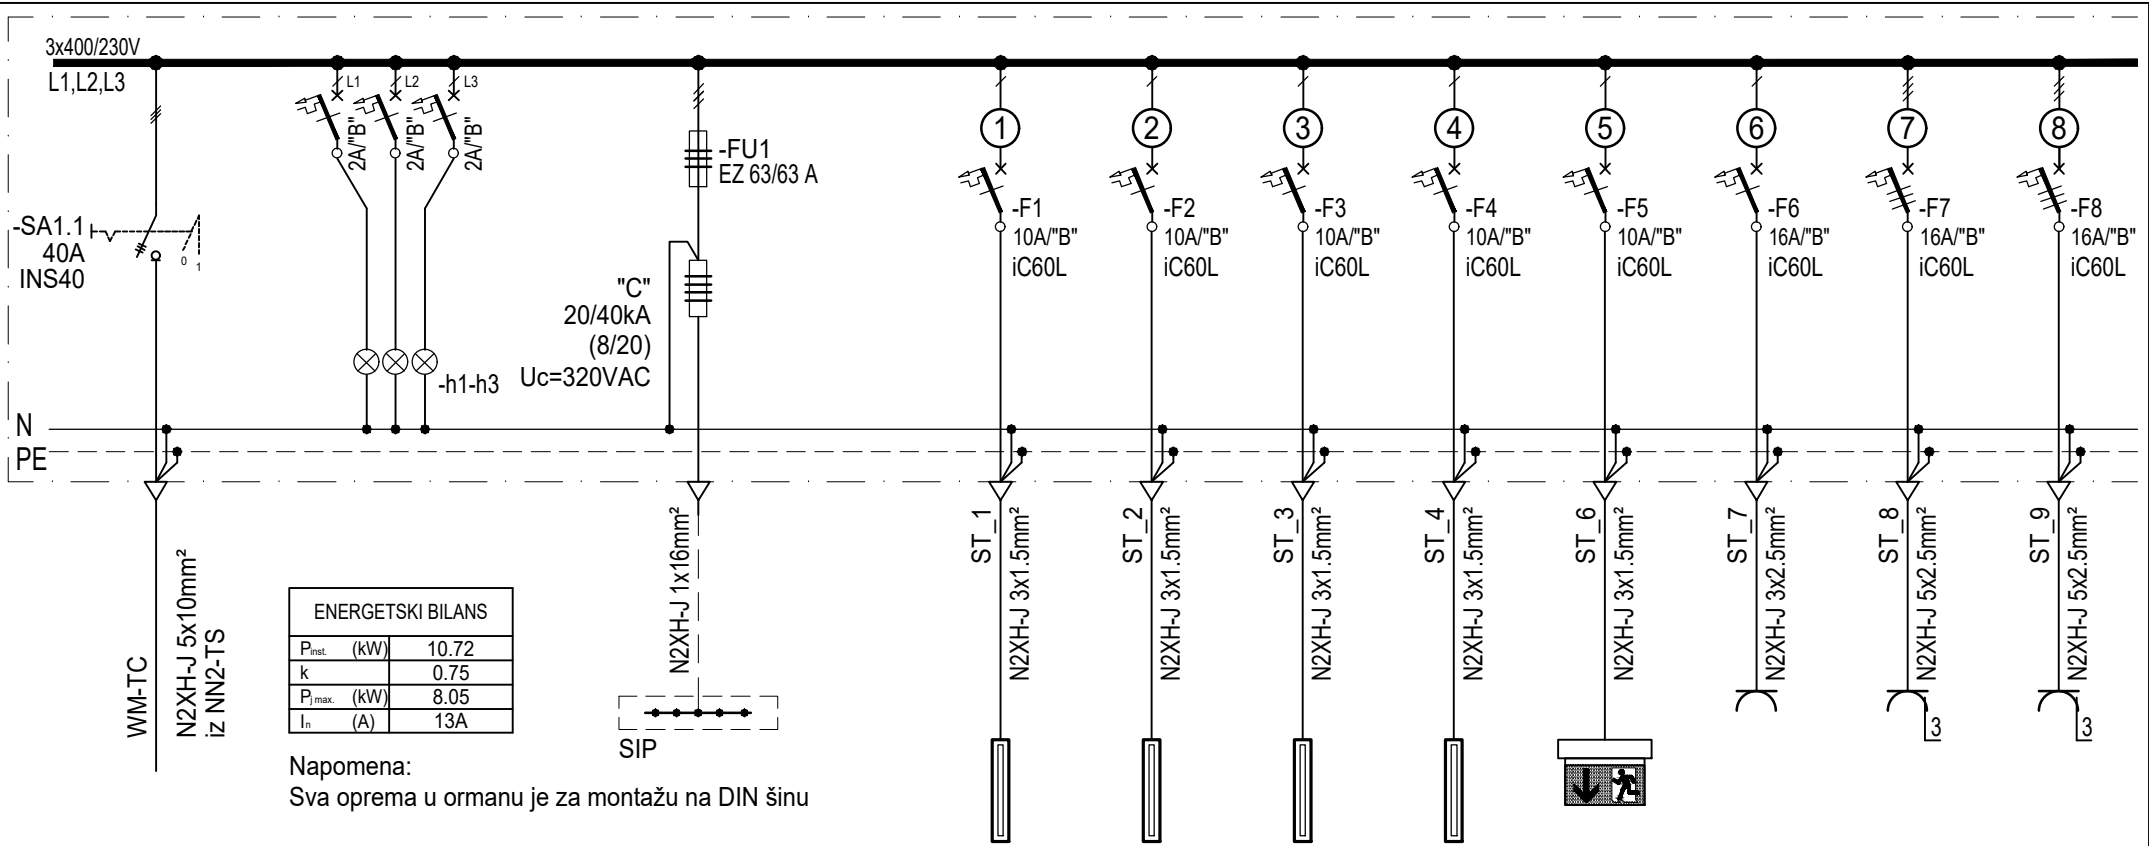 3x400/230V
L1,L2,L3
L1
L2
L3
2A/"B"
2A/"B"
2A/"B"
-SA1.1
40A
INS40
0
1
-h1-h3
-FU1
EZ 63/63 A
"C"
20/40kA
(8/20)
Uc=320VAC
1
-F1
10A/"B"
iC60L
2
-F2
10A/"B"
iC60L
3
-F3
10A/"B"
iC60L
4
-F4
10A/"B"
iC60L
5
-F5
10A/"B"
iC60L
6
-F6
16A/"B"
iC60L
7
-F7
16A/"B"
iC60L
8
-F8
16A/"B"
iC60L
N
PE
WM-TC
N2XH-J 5x10mm²
iz NN2-TS
ENERGETSKI BILANS
Pinst. (kW) 10.72
k 0.75
Pj max. (kW) 8.05
In (A) 13A
Napomena:
Sva oprema u ormanu je za montažu na DIN šinu
N2XH-J 1x16mm²
SIP
ST_1
N2XH-J 3x1.5mm²
ST_2
N2XH-J 3x1.5mm²
ST_3
N2XH-J 3x1.5mm²
ST_4
N2XH-J 3x1.5mm²
ST_6
N2XH-J 3x1.5mm²
ST_7
N2XH-J 3x2.5mm²
ST_8
N2XH-J 5x2.5mm²
3
ST_9
N2XH-J 5x2.5mm²
3